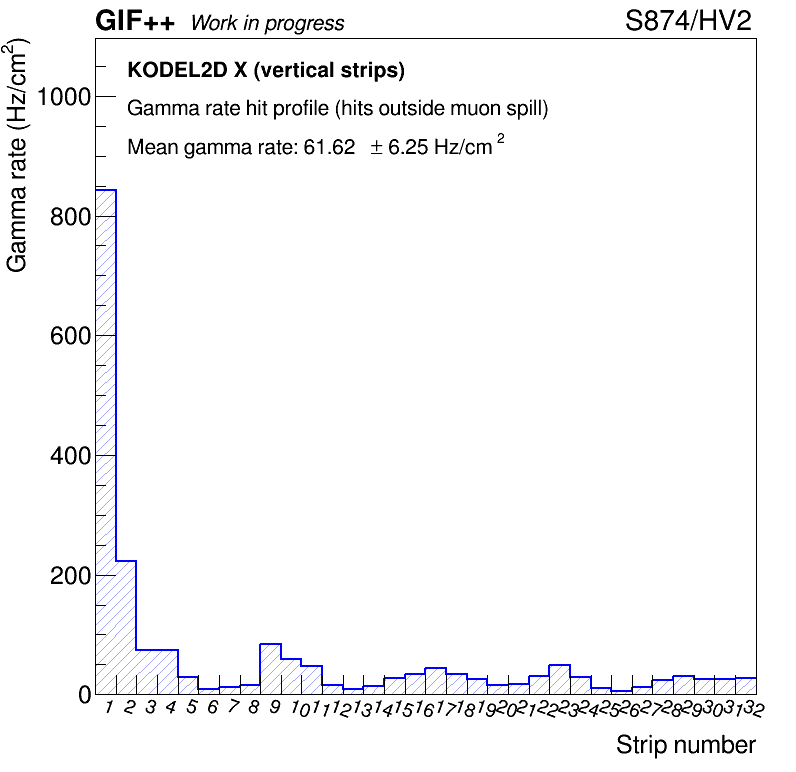 GIF++ Work in progress S874/HV2
Gamma rate (Hz/cm²)
KODEL2D X (vertical strips)
Gamma rate hit profile (hits outside muon spill)
Mean gamma rate: 61.62 ± 6.25 Hz/cm²
1000
800
600
400
200
0
1 2 3 4 5 6 7 8 9 10 11 12 13 14 15 16 17 18 19 20 21 22 23 24 25 26 27 28 29 30 31 32
Strip number